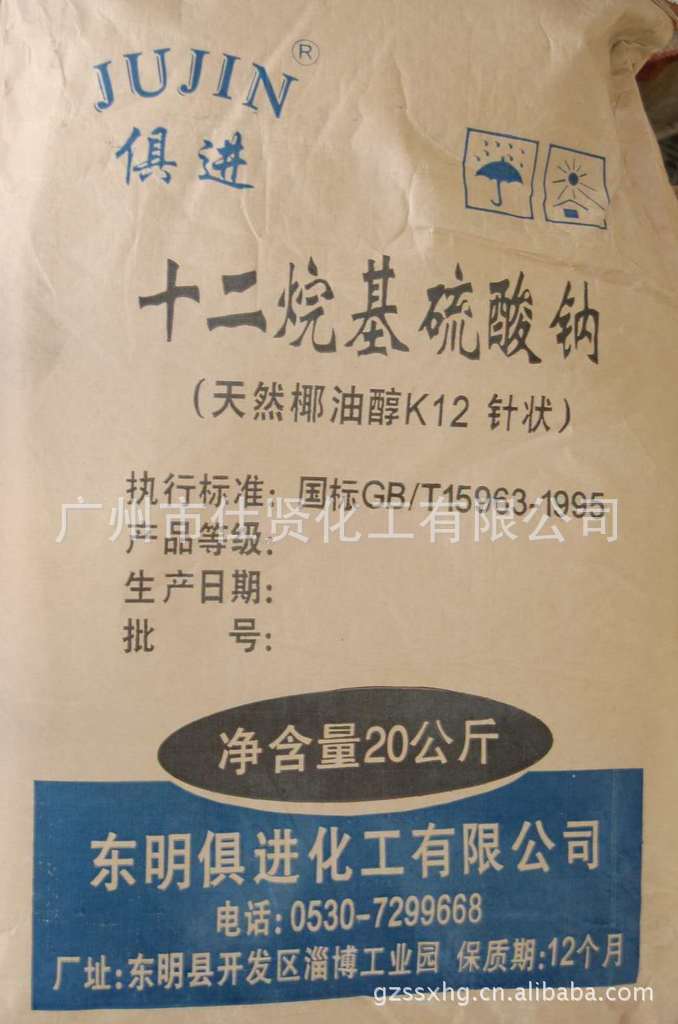 JUJIN®
俱进
十二烷基硫酸钠
(天然椰油醇K12 针状)
执行标准: 国标GB/T15963-1995
广州市仕贤化工有限公司
产品等级:
生产日期:
批 号:
净含量20公斤
东明俱进化工有限公司
电话: 0530-7299668
厂址: 东明县开发区淄博工业园 保质期: 12个月
gzssxhg.cn.alibaba.com